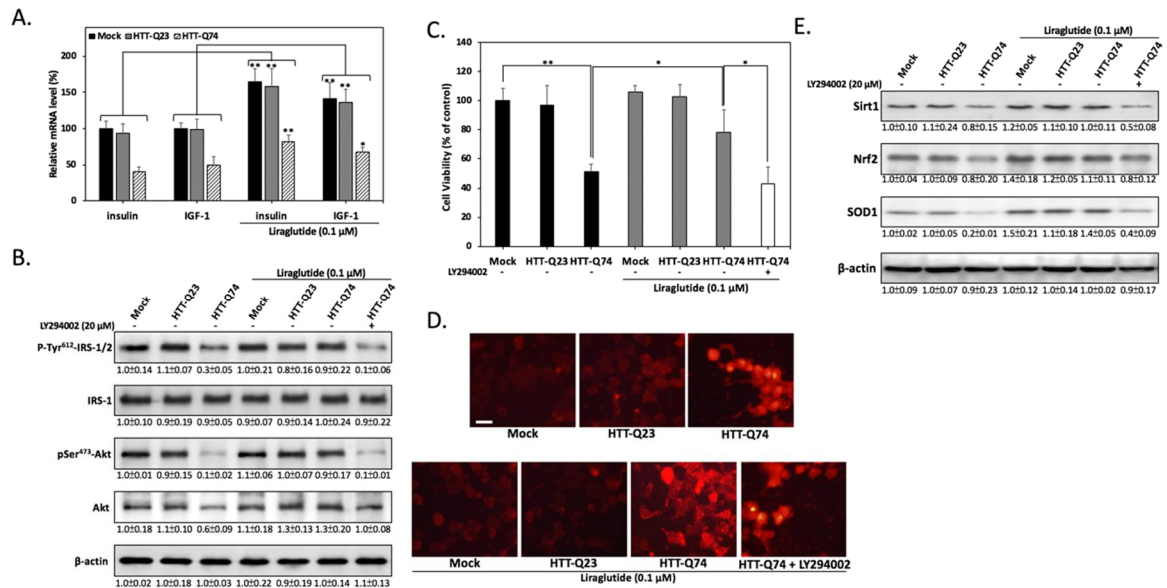 A.
Mock HTT-Q23 HTT-Q74
Relative mRNA level (%)
200
150
100
50
0
** ** ** ** ** *
insulin IGF-1 insulin IGF-1
Liraglutide (0.1 μM)
B.
Liraglutide (0.1 μM)
Mock HTT-Q23 HTT-Q74 Mock HTT-Q23 HTT-Q74 HTT-Q74
LY294002 (20 μM) - - - - - - +
P-Tyr⁶¹²-IRS-1/2
1.0±0.14 1.1±0.07 0.3±0.05 1.0±0.21 0.8±0.16 0.9±0.22 0.1±0.06
IRS-1
1.0±0.10 0.9±0.19 0.9±0.05 0.9±0.07 0.9±0.14 1.0±0.24 0.9±0.22
pSer⁴⁷³-Akt
1.0±0.01 0.9±0.15 0.1±0.02 1.1±0.06 1.0±0.07 0.9±0.17 0.1±0.01
Akt
1.0±0.18 1.1±0.10 0.6±0.09 1.1±0.18 1.3±0.13 1.3±0.20 1.0±0.08
β-actin
1.0±0.02 1.0±0.18 1.0±0.03 1.0±0.22 0.9±0.19 1.0±0.14 1.1±0.13
C.
Cell Viability (% of control)
140
120
100
80
60
40
20
0
** * *
Mock HTT-Q23 HTT-Q74 Mock HTT-Q23 HTT-Q74 HTT-Q74
LY294002 - - - - - - +
Liraglutide (0.1 μM)
D.
Mock HTT-Q23 HTT-Q74
Mock HTT-Q23 HTT-Q74 HTT-Q74 + LY294002
Liraglutide (0.1 μM)
E.
Liraglutide (0.1 μM)
Mock HTT-Q23 HTT-Q74 Mock HTT-Q23 HTT-Q74 HTT-Q74
LY294002 (20 μM) - - - - - - +
Sirt1
1.0±0.10 1.1±0.24 0.8±0.15 1.2±0.05 1.1±0.10 1.0±0.11 0.5±0.08
Nrf2
1.0±0.04 1.0±0.09 0.8±0.20 1.4±0.18 1.2±0.05 1.1±0.11 0.8±0.12
SOD1
1.0±0.02 1.0±0.05 0.2±0.01 1.5±0.21 1.1±0.18 1.4±0.05 0.4±0.09
β-actin
1.0±0.09 1.0±0.07 0.9±0.23 1.0±0.12 1.0±0.14 1.0±0.02 0.9±0.17